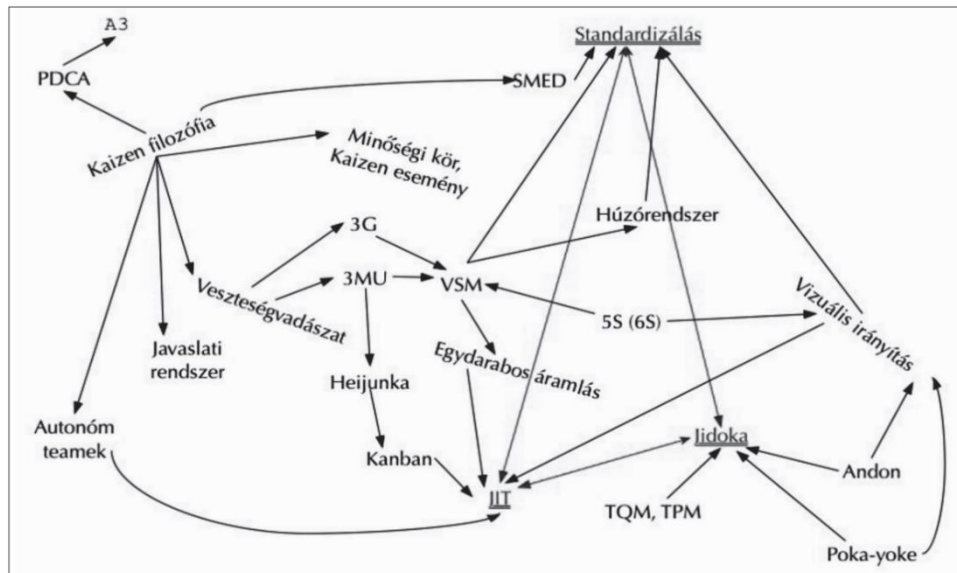 A3
Standardizálás
PDCA
SMED
Kaizen filozófia
Minőségi kör,
Kaizen esemény
Húzórendszer
3G
3MU
VSM
Veszteségvadászat
5S (6S)
Vizuális irányítás
Javaslati
rendszer
Heijunka
Egydarabos áramlás
Autonóm
teamek
Kanban
Jidoka
Andon
JIT
TQM, TPM
Poka-yoke